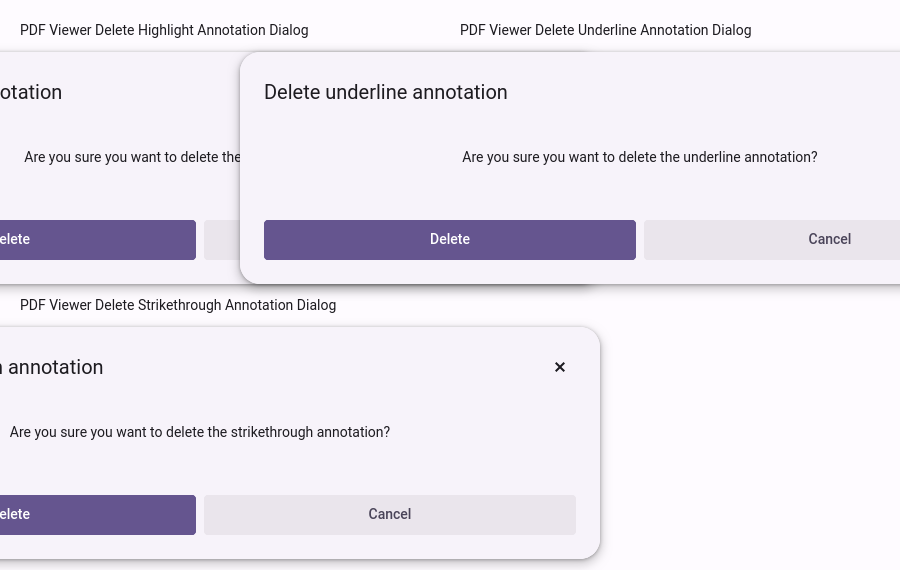 PDF Viewer Delete Highlight Annotation Dialog
PDF Viewer Delete Underline Annotation Dialog
otation
Delete underline annotation
Are you sure you want to delete the
Are you sure you want to delete the underline annotation?
elete
Delete
Cancel
PDF Viewer Delete Strikethrough Annotation Dialog
annotation
Are you sure you want to delete the strikethrough annotation?
elete
Cancel